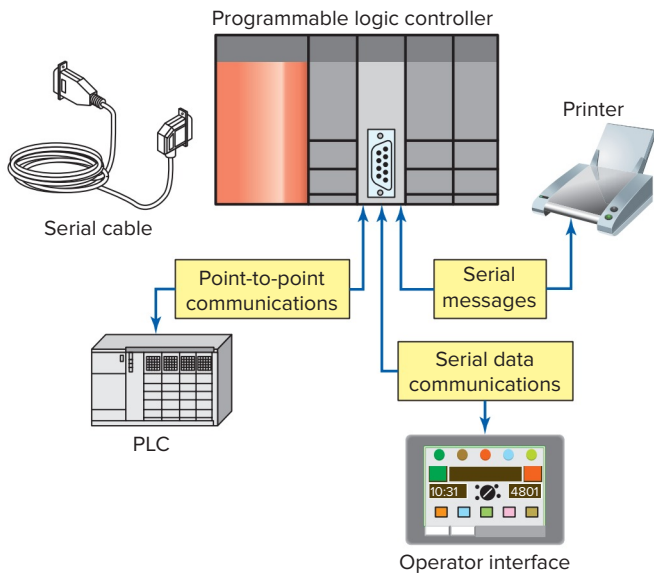 Programmable logic controller
Printer
Serial cable
Point-to-point
communications
Serial
messages
Serial data
communications
PLC
10:31
4801
Operator interface